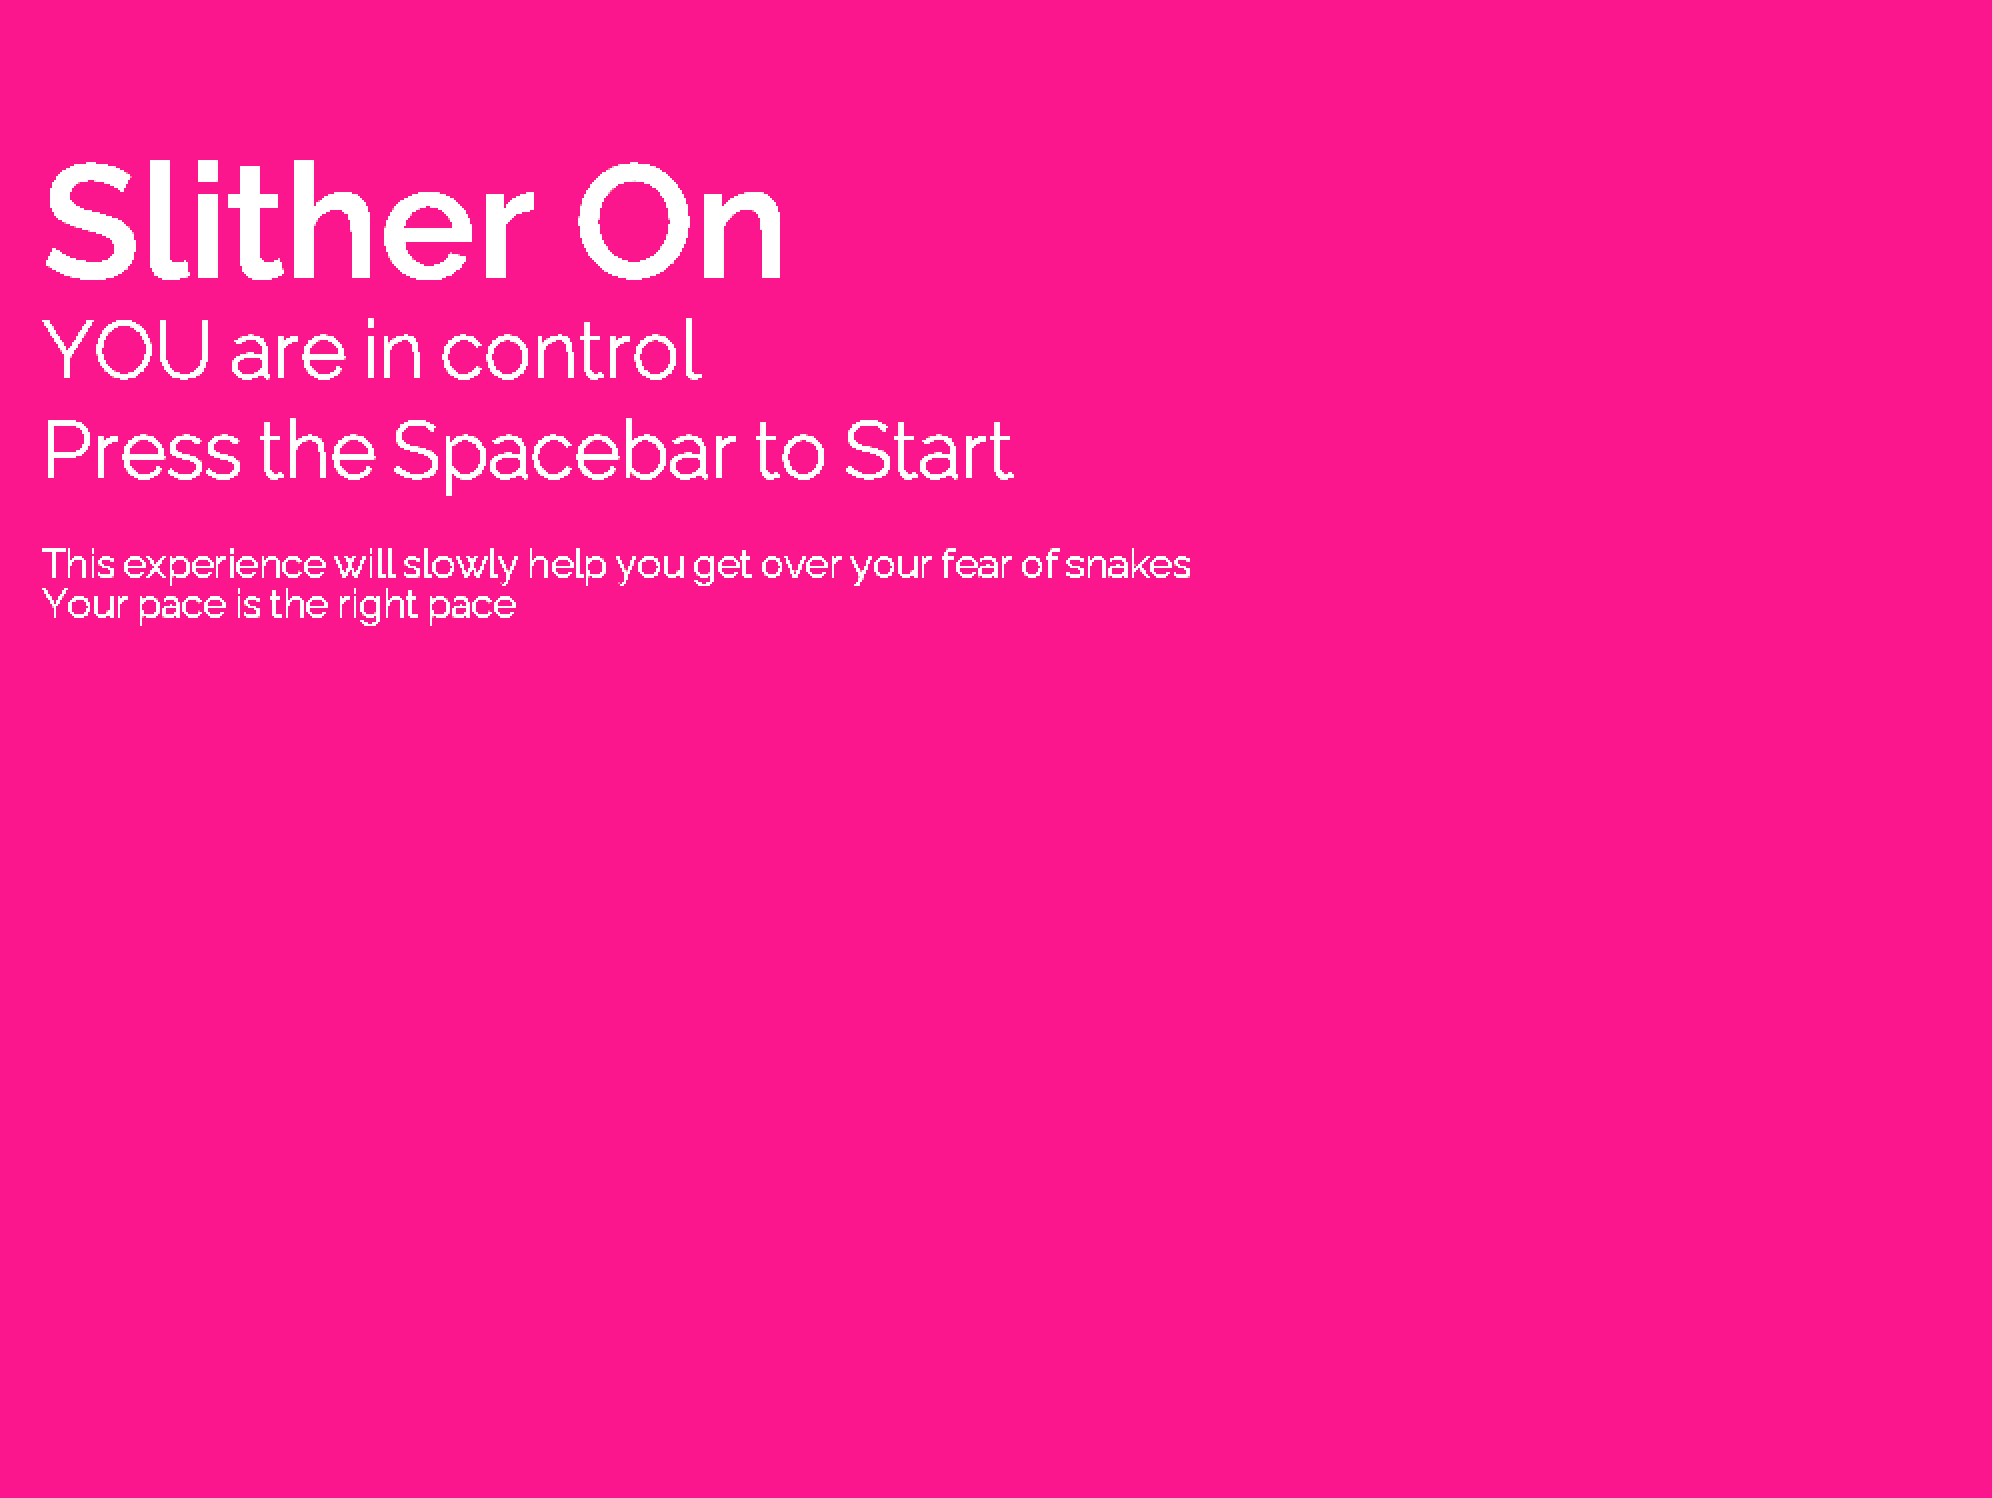 Slither On
YOU are in control
Press the Spacebar to Start
This experience will slowly help you get over your fear of snakes
Your pace is the right pace